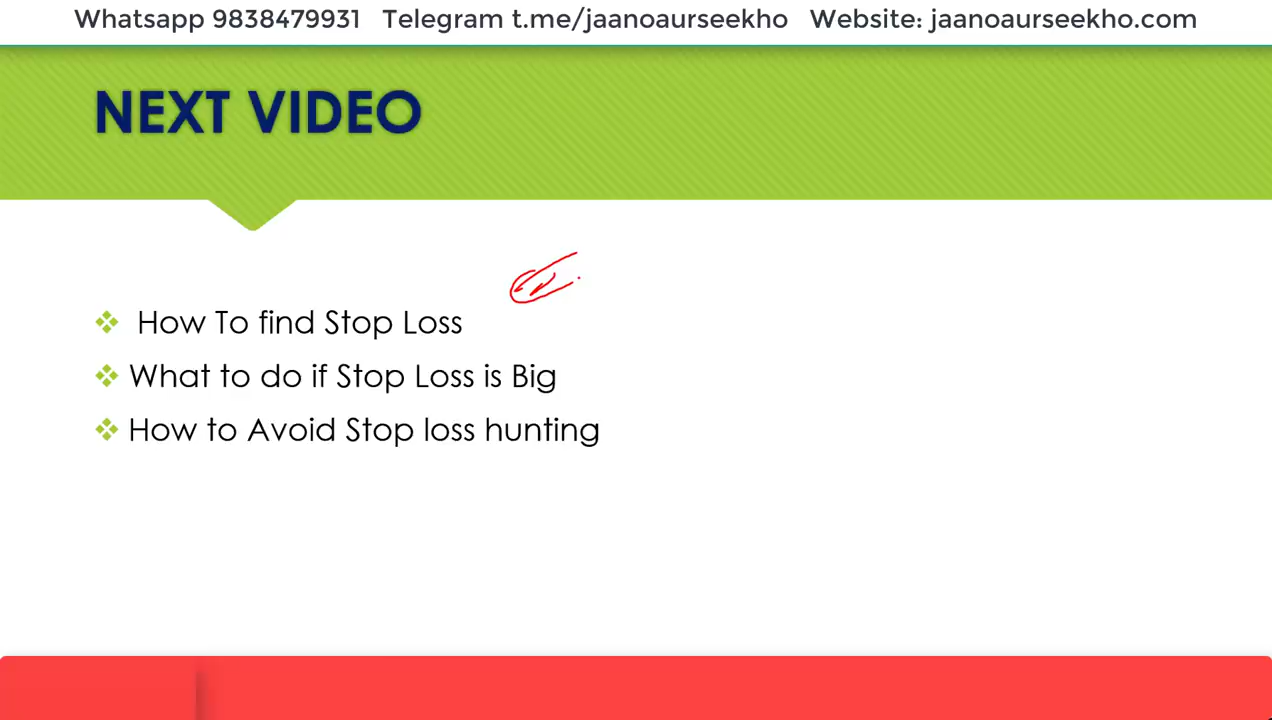 Whatsapp 9838479931 Telegram t.me/jaanoaurseekho Website: jaanoaurseekho.com
NEXT VIDEO
How To find Stop Loss
What to do if Stop Loss is Big
How to Avoid Stop loss hunting